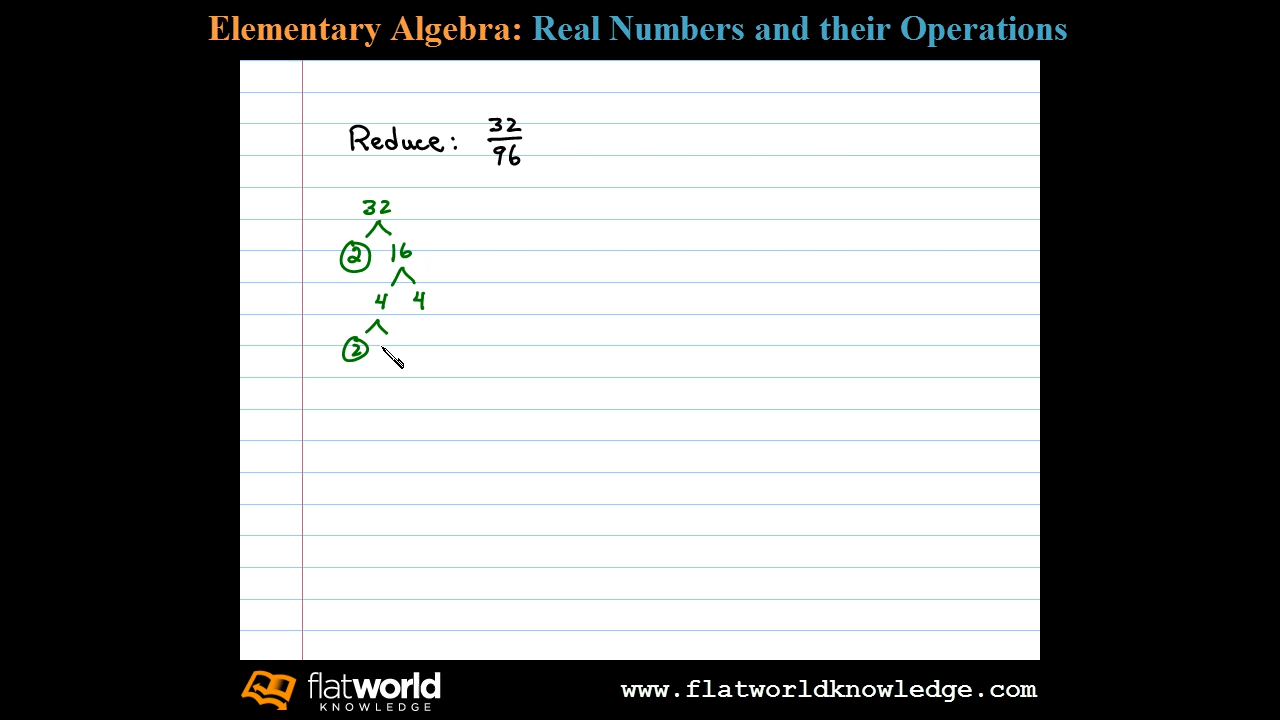 Elementary Algebra: Real Numbers and their Operations
Reduce: 32/96
32
2 16
4 4
2
flatworld
KNOWLEDGE
www.flatworldknowledge.com